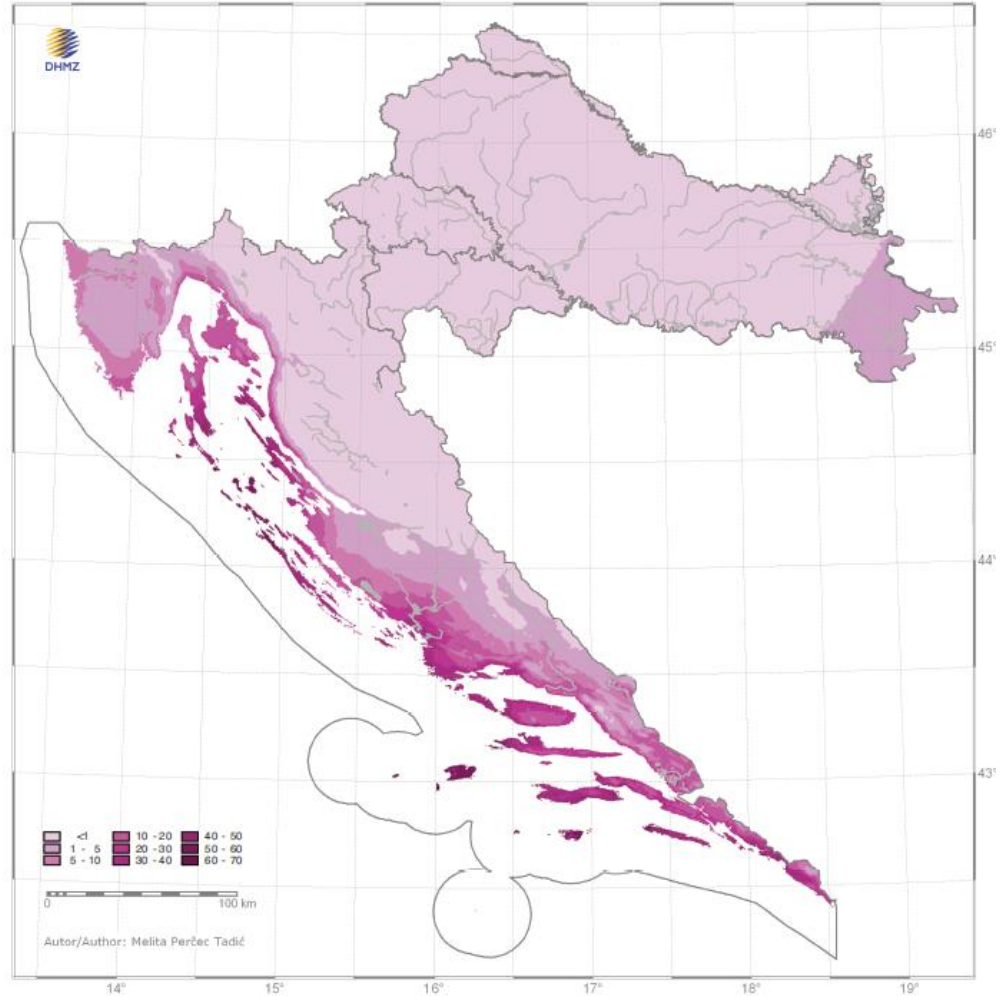 DHMZ
46°
45°
44°
43°
<1 10 - 20 40 - 50
1 - 5 20 - 30 50 - 60
5 - 10 30 - 40 60 - 70
0 100 km
Autor/Author: Melita Perčec Tadić
14° 15° 16° 17° 18° 19°